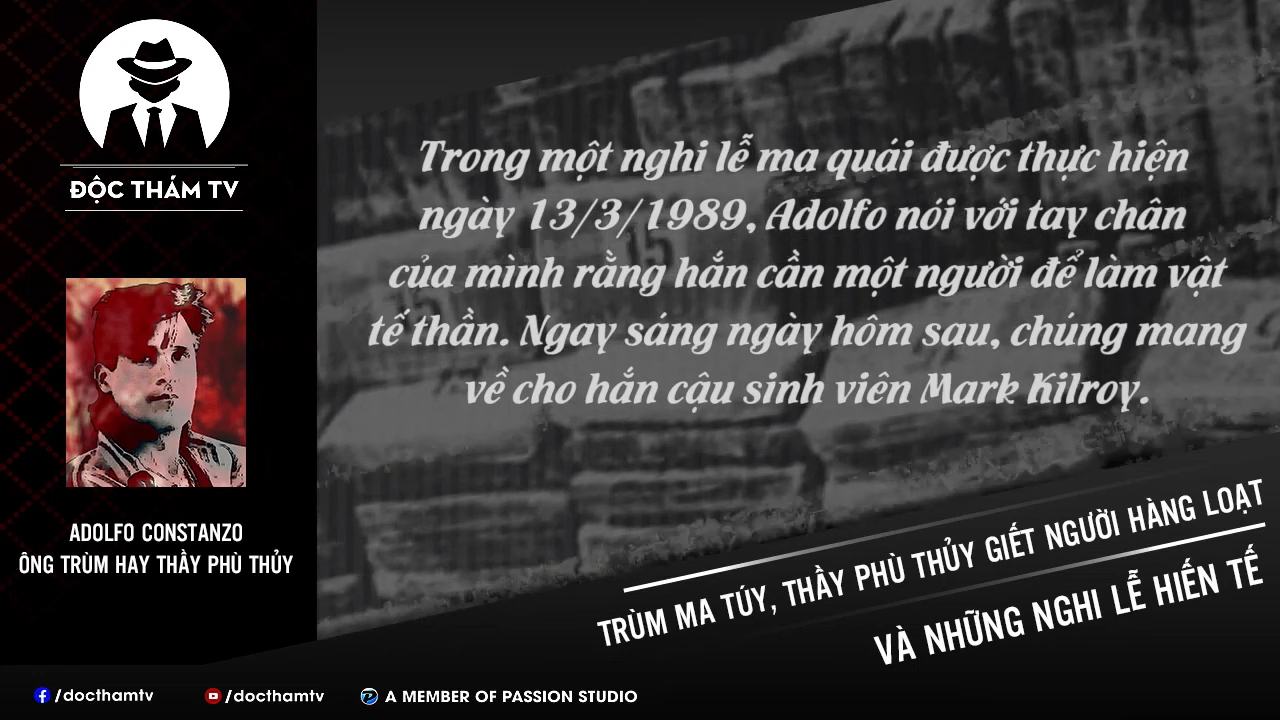 ĐỘC THÁM TV
ADOLFO CONSTANZO
ÔNG TRÙM HAY THẦY PHÙ THỦY
Trong một nghi lễ ma quái được thực hiện
ngày 13/3/1989, Adolfo nói với tay chân
của mình rằng hắn cần một người để làm vật
tế thần. Ngay sáng ngày hôm sau, chúng mang
về cho hắn cậu sinh viên Mark Kilroy.
TRÙM MA TÚY, THẦY PHÙ THỦY GIẾT NGƯỜI HÀNG LOẠT
VÀ NHỮNG NGHI LỄ HIẾN TẾ
/docthamtv
/docthamtv
A MEMBER OF PASSION STUDIO